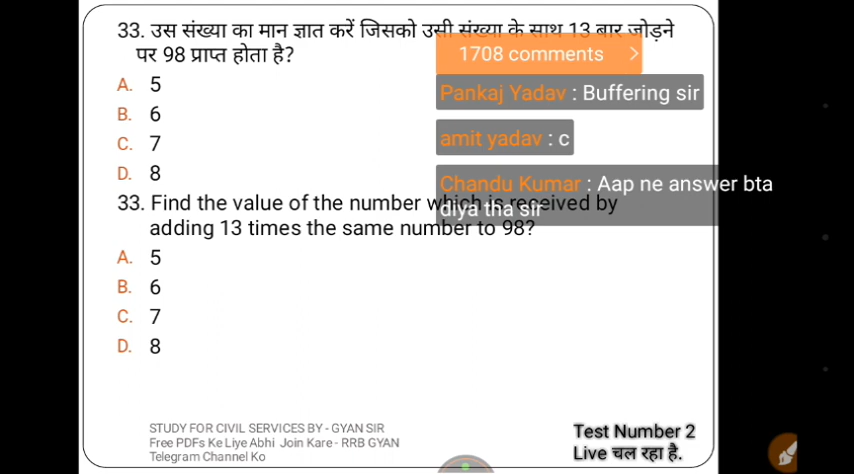 33. उस संख्या का मान ज्ञात करें जिसको उसी संख्या के साथ 13 बार जोड़ने
पर 98 प्राप्त होता है?
1708 comments >
A. 5
Pankaj Yadav : Buffering sir
B. 6
amit yadav : c
C. 7
D. 8
Chandu Kumar : Aap ne answer bta
diya tha sir
33. Find the value of the number which is received by
adding 13 times the same number to 98?
A. 5
B. 6
C. 7
D. 8
STUDY FOR CIVIL SERVICES BY - GYAN SIR
Free PDFs Ke Liye Abhi Join Kare - RRB GYAN
Telegram Channel Ko
Test Number 2
Live चल रहा है.